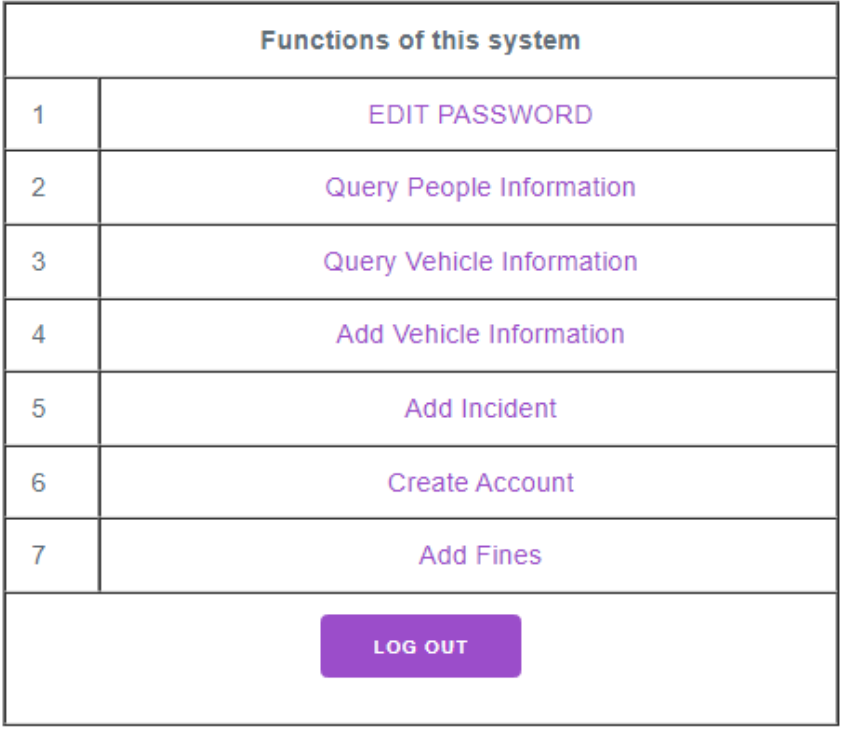 Functions of this system
1 EDIT PASSWORD
2 Query People Information
3 Query Vehicle Information
4 Add Vehicle Information
5 Add Incident
6 Create Account
7 Add Fines
LOG OUT